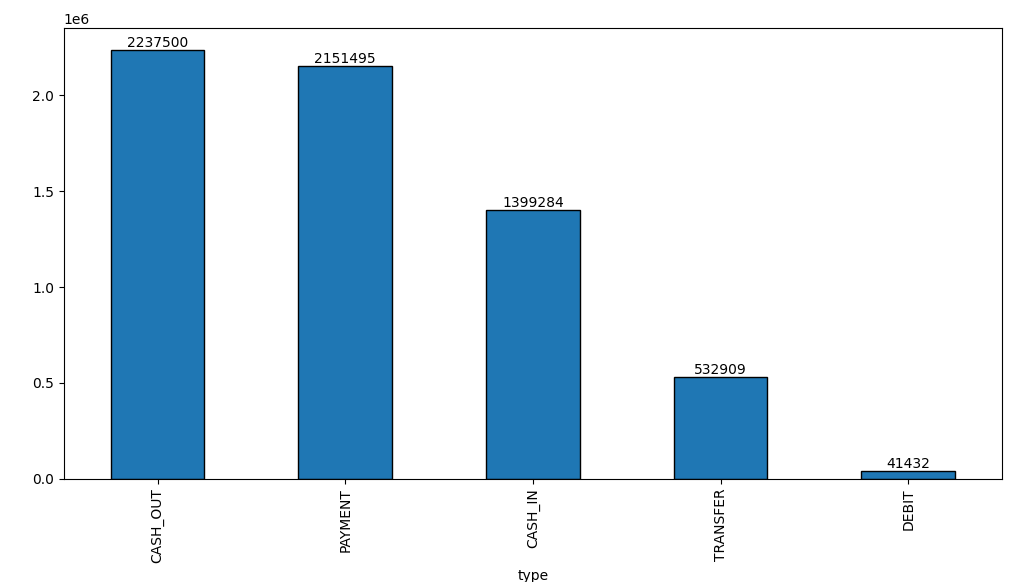 1e6
2237500
2151495
1399284
532909
41432
2.0
1.5
1.0
0.5
0.0
CASH_OUT
PAYMENT
CASH_IN
TRANSFER
DEBIT
type